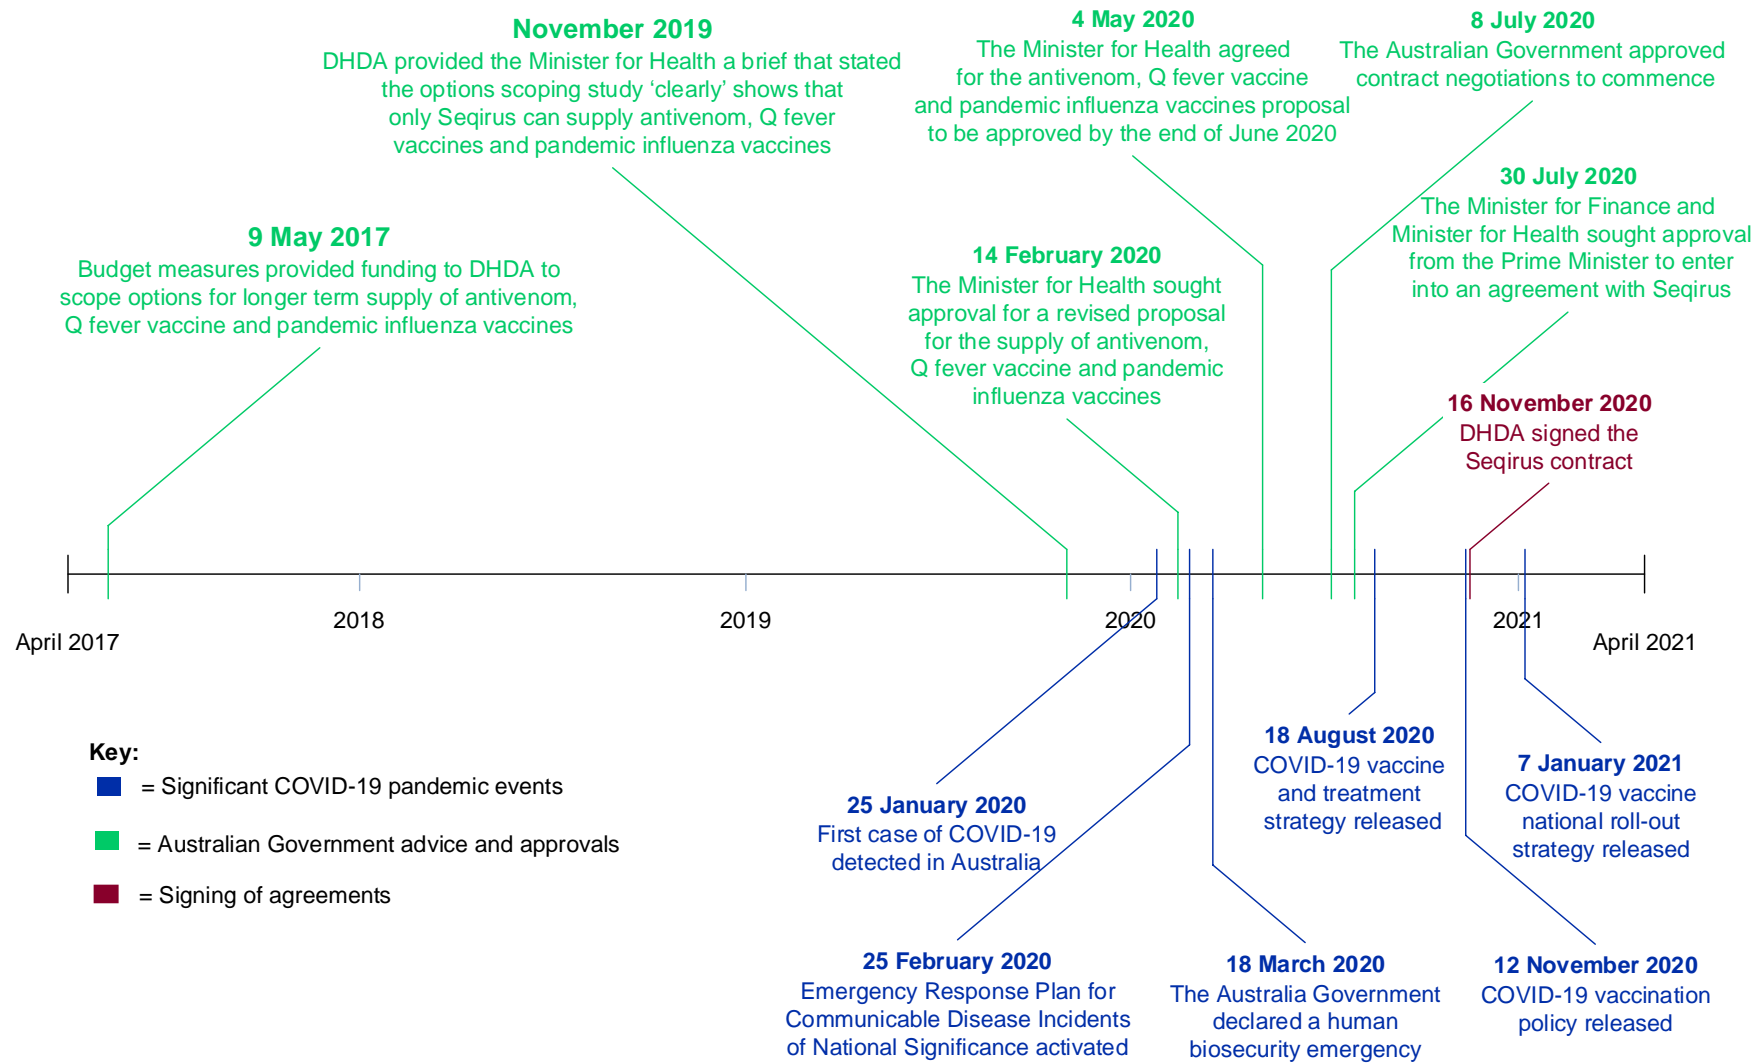 November 2019
DHDA provided the Minister for Health a brief that stated
the options scoping study ‘clearly’ shows that
only Seqirus can supply antivenom, Q fever
vaccines and pandemic influenza vaccines
4 May 2020
The Minister for Health agreed
for the antivenom, Q fever vaccine
and pandemic influenza vaccines proposal
to be approved by the end of June 2020
8 July 2020
The Australian Government approved
contract negotiations to commence
30 July 2020
The Minister for Finance and
Minister for Health sought approval
from the Prime Minister to enter
into an agreement with Seqirus
9 May 2017
Budget measures provided funding to DHDA to
scope options for longer term supply of antivenom,
Q fever vaccine and pandemic influenza vaccines
14 February 2020
The Minister for Health sought
approval for a revised proposal
for the supply of antivenom,
Q fever vaccine and pandemic
influenza vaccines
16 November 2020
DHDA signed the
Seqirus contract
April 2017
2018
2019
2020
2021
April 2021
Key:
= Significant COVID-19 pandemic events
= Australian Government advice and approvals
= Signing of agreements
25 January 2020
First case of COVID-19
detected in Australia
18 August 2020
COVID-19 vaccine
and treatment
strategy released
7 January 2021
COVID-19 vaccine
national roll-out
strategy released
25 February 2020
Emergency Response Plan for
Communicable Disease Incidents
of National Significance activated
18 March 2020
The Australia Government
declared a human
biosecurity emergency
12 November 2020
COVID-19 vaccination
policy released